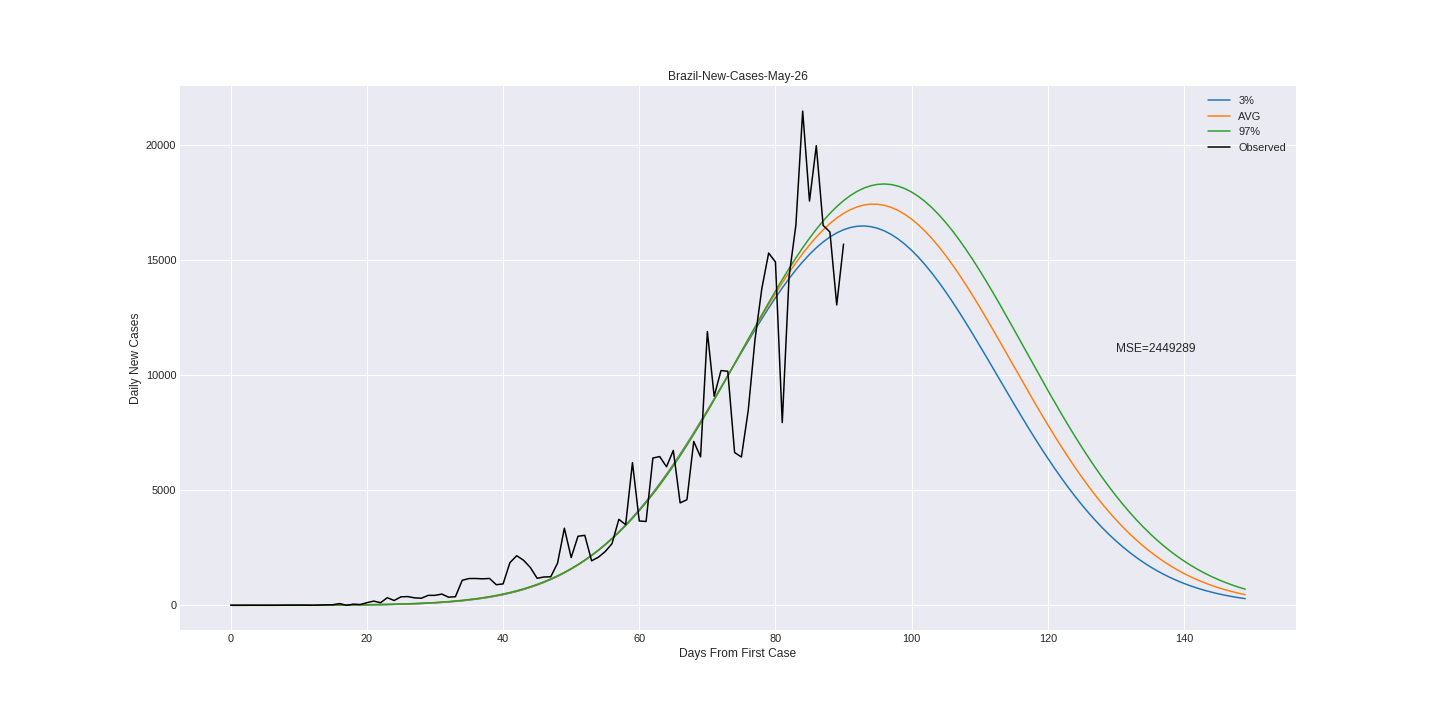 Brazil-New-Cases-May-26
3%
AVG
97%
Observed
20000
15000
10000
5000
0
Daily New Cases
MSE=2449289
0 20 40 60 80 100 120 140
Days From First Case